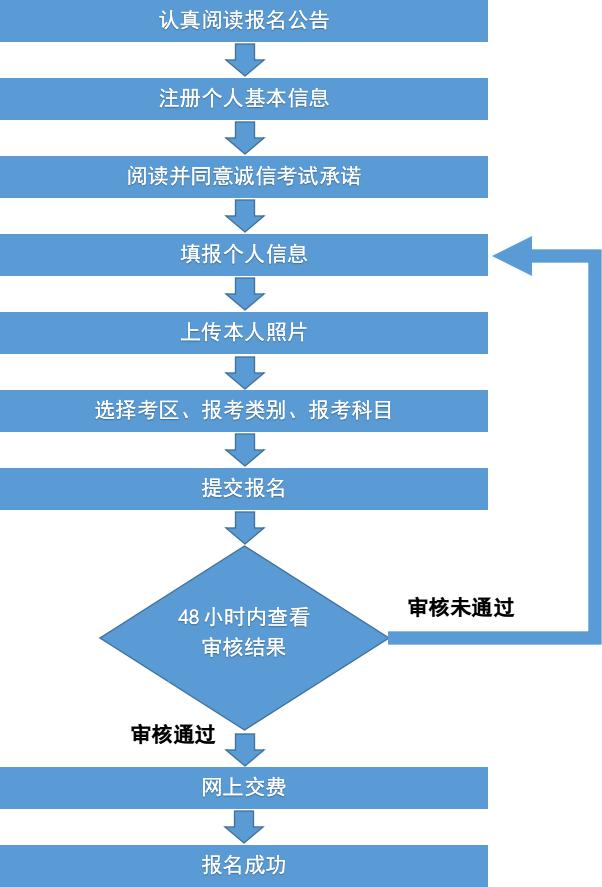 认真阅读报名公告
注册个人基本信息
阅读并同意诚信考试承诺
填报个人信息
上传本人照片
选择考区、报考类别、报考科目
提交报名
48小时内查看
审核结果
审核未通过
审核通过
网上交费
报名成功